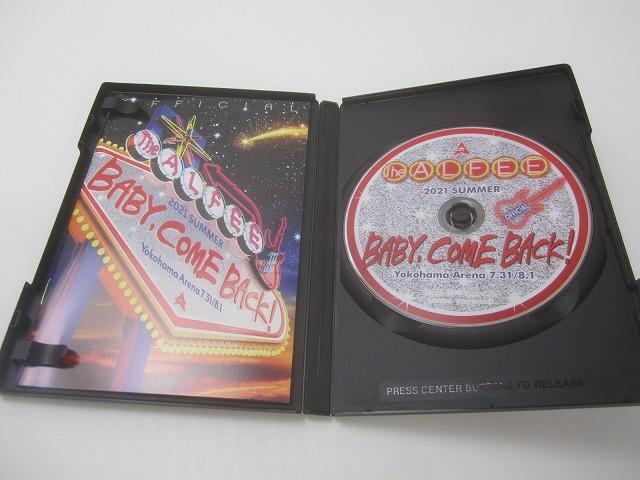 OFFICIAL
The ALFEE
2021 SUMMER
BABY, COME BACK!
Yokohama Arena 7.31/8.1
The ALFEE
2021 SUMMER
OFFICIAL
BABY, COME BACK!
Yokohama Arena 7.31/8.1
PRESS CENTER BUTTONS TO RELEASE